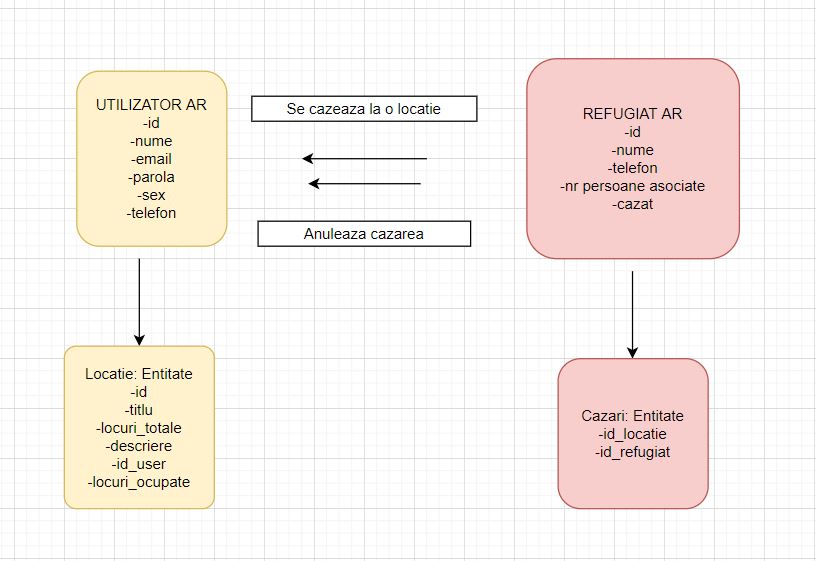 UTILIZATOR AR
-id
-nume
-email
-parola
-sex
-telefon
Se cazeaza la o locatie
Anuleaza cazarea
REFUGIAT AR
-id
-nume
-telefon
-nr persoane asociate
-cazat
Locatie: Entitate
-id
-titlu
-locuri_totale
-descriere
-id_user
-locuri_ocupate
Cazari: Entitate
-id_locatie
-id_refugiat